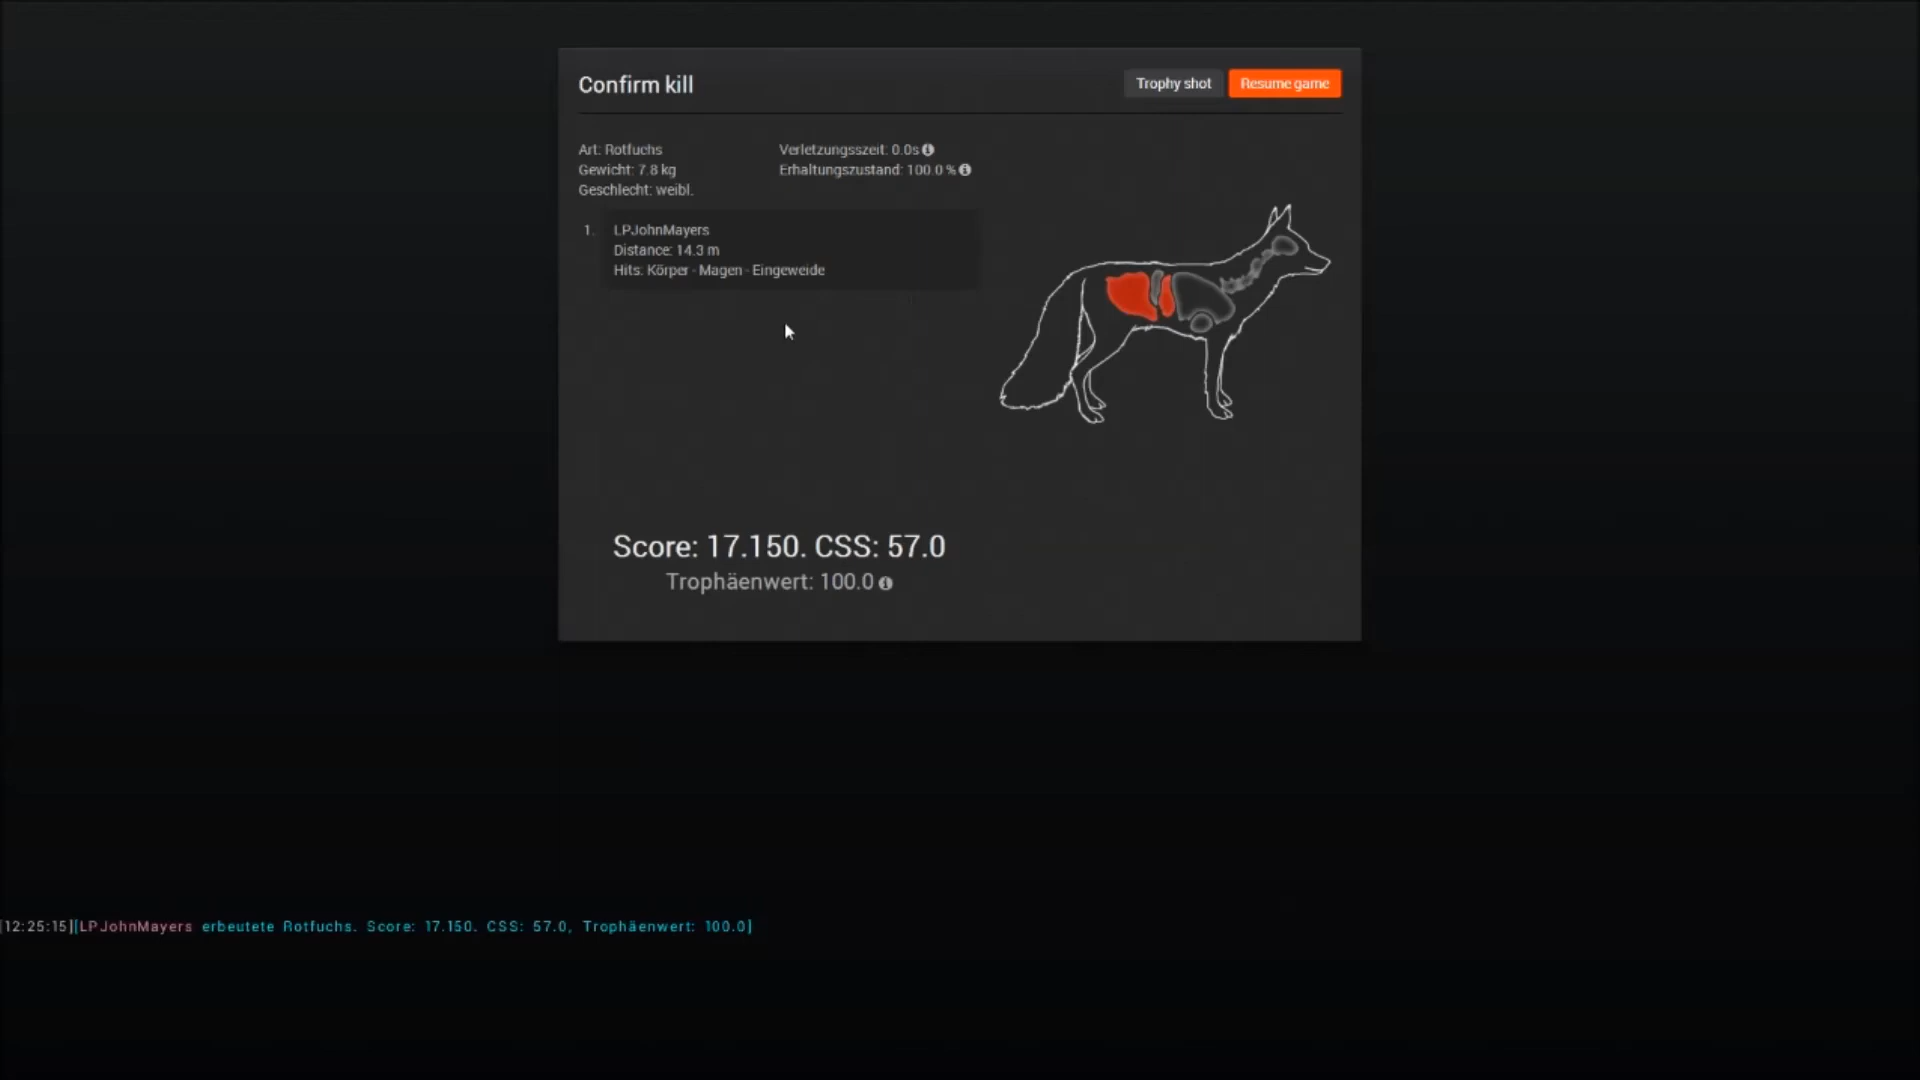 Confirm kill
Trophy shot
Resume game
Art: Rotfuchs
Verletzungsszeit: 0.0s
Gewicht: 7.8 kg
Erhaltungszustand: 100.0 %
Geschlecht: weibl.
1. LPJohnMayers
Distance: 14.3 m
Hits: Körper - Magen - Eingeweide
Score: 17.150. CSS: 57.0
Trophäenwert: 100.0
[12:25:15][LPJohnMayers erbeutete Rotfuchs. Score: 17.150. CSS: 57.0, Trophäenwert: 100.0]